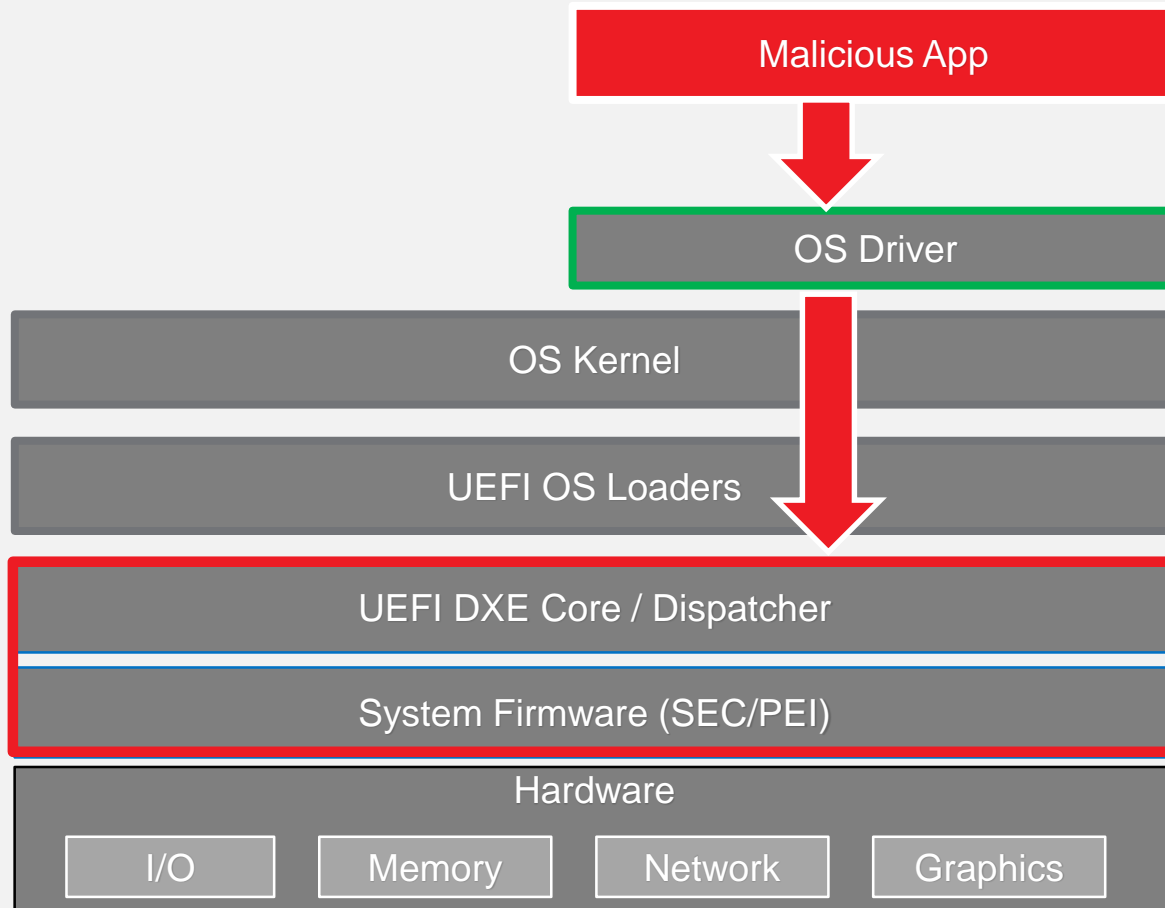 Malicious App
OS Driver
OS Kernel
UEFI OS Loaders
UEFI DXE Core / Dispatcher
System Firmware (SEC/PEI)
Hardware
I/O Memory Network Graphics